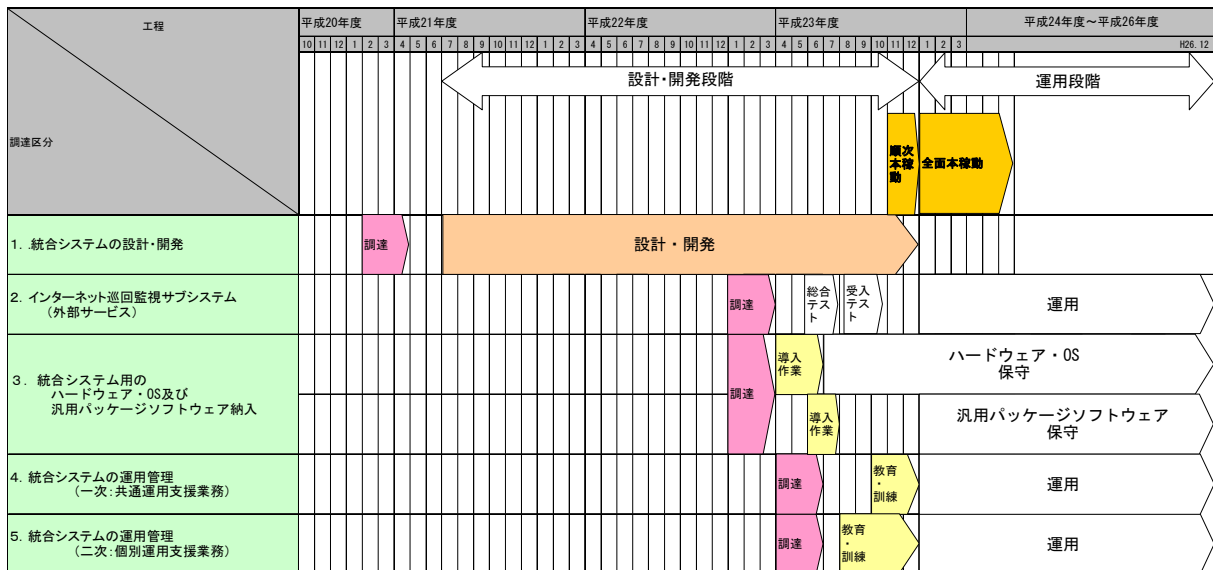 工程
平成20年度
平成21年度
平成22年度
平成23年度
平成24年度～平成26年度
10 11 12 1 2 3 4 5 6 7 8 9 10 11 12 1 2 3 4 5 6 7 8 9 10 11 12 1 2 3 4 5 6 7 8 9 10 11 12 1 2 3 H26.12
設計・開発段階
運用段階
調達区分
順次
本稼
動
全面本稼動
1. .統合システムの設計・開発
調達
設計・開発
2. インターネット巡回監視サブシステム
(外部サービス)
調達
総合
テス
ト
受入
テス
ト
運用
3. 統合システム用の
ハードウェア・OS及び
汎用パッケージソフトウェア納入
調達
導入
作業
ハードウェア・OS
保守
導入
作業
汎用パッケージソフトウェア
保守
4. 統合システムの運用管理
(一次:共通運用支援業務)
調達
教育
・
訓練
運用
5. 統合システムの運用管理
(二次:個別運用支援業務)
調達
教育
・
訓練
運用